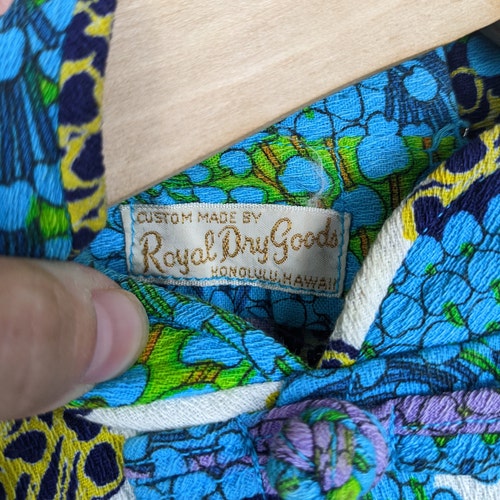 CUSTOM MADE BY
Royal Dry Goods
HONOLULU, HAWAII